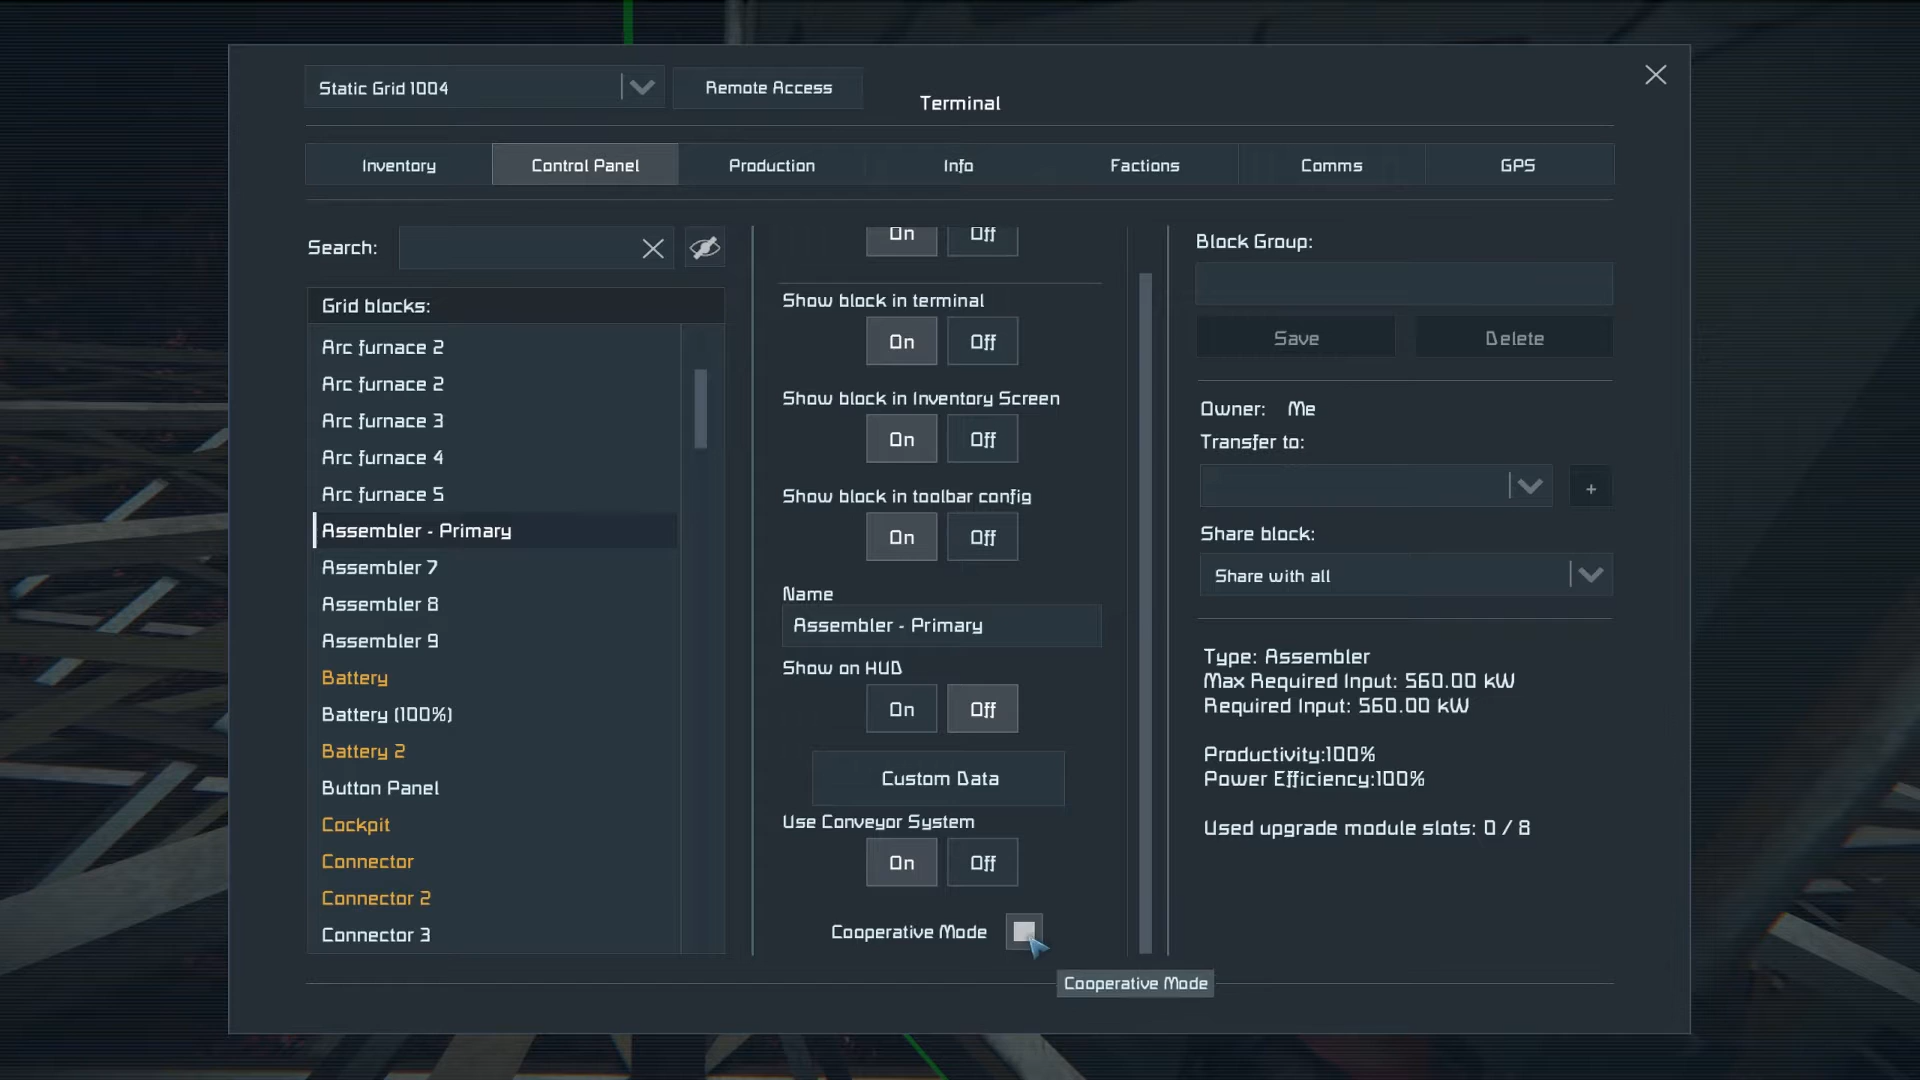 Static Grid 1004
Remote Access
Terminal
Inventory
Control Panel
Production
Info
Factions
Comms
GPS
Search:
Grid blocks:
Arc furnace 2
Arc furnace 2
Arc furnace 3
Arc furnace 4
Arc furnace 5
Assembler - Primary
Assembler 7
Assembler 8
Assembler 9
Battery
Battery (100%)
Battery 2
Button Panel
Cockpit
Connector
Connector 2
Connector 3
On Off
Show block in terminal
On Off
Show block in Inventory Screen
On Off
Show block in toolbar config
On Off
Name
Assembler - Primary
Show on HUD
On Off
Custom Data
Use Conveyor System
On Off
Cooperative Mode
Cooperative Mode
Block Group:
Save Delete
Owner: Me
Transfer to:
+
Share block:
Share with all
Type: Assembler
Max Required Input: 560.00 kW
Required Input: 560.00 kW
Productivity:100%
Power Efficiency:100%
Used upgrade module slots: 0 / 8